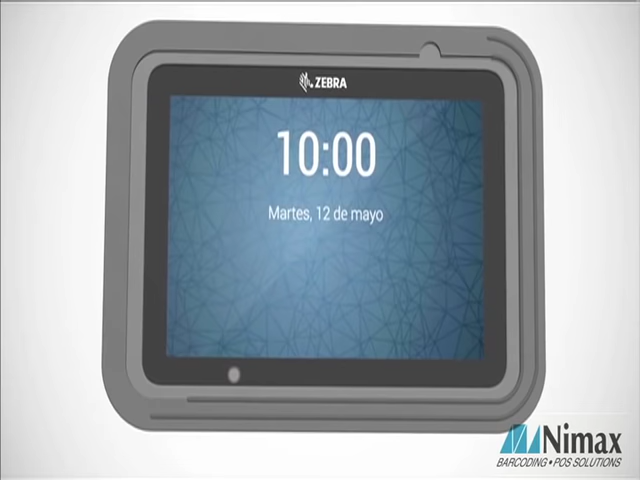 ZEBRA
10:00
Martes, 12 de mayo
Nimax
BARCODING • POS SOLUTIONS